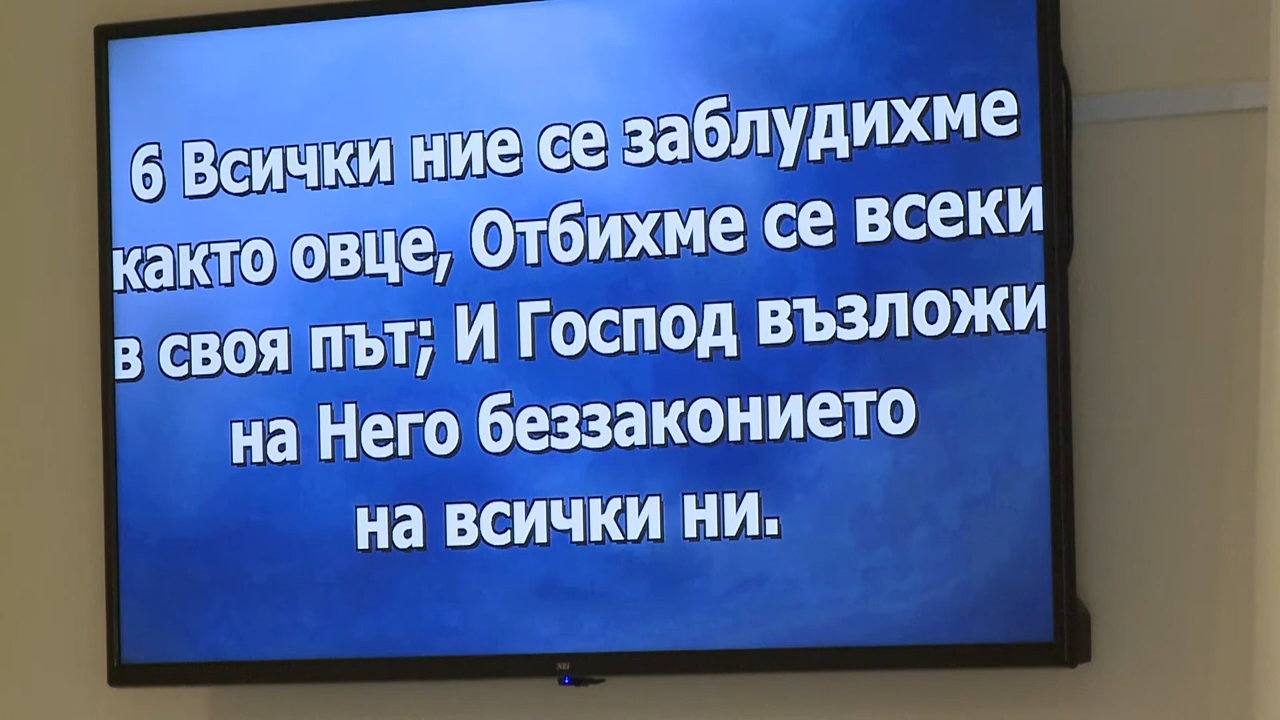 6 Всички ние се заблудихме
както овце, Отбихме се всеки
в своя път; И Господ възложи
на Него беззаконието
на всички ни.
NEI